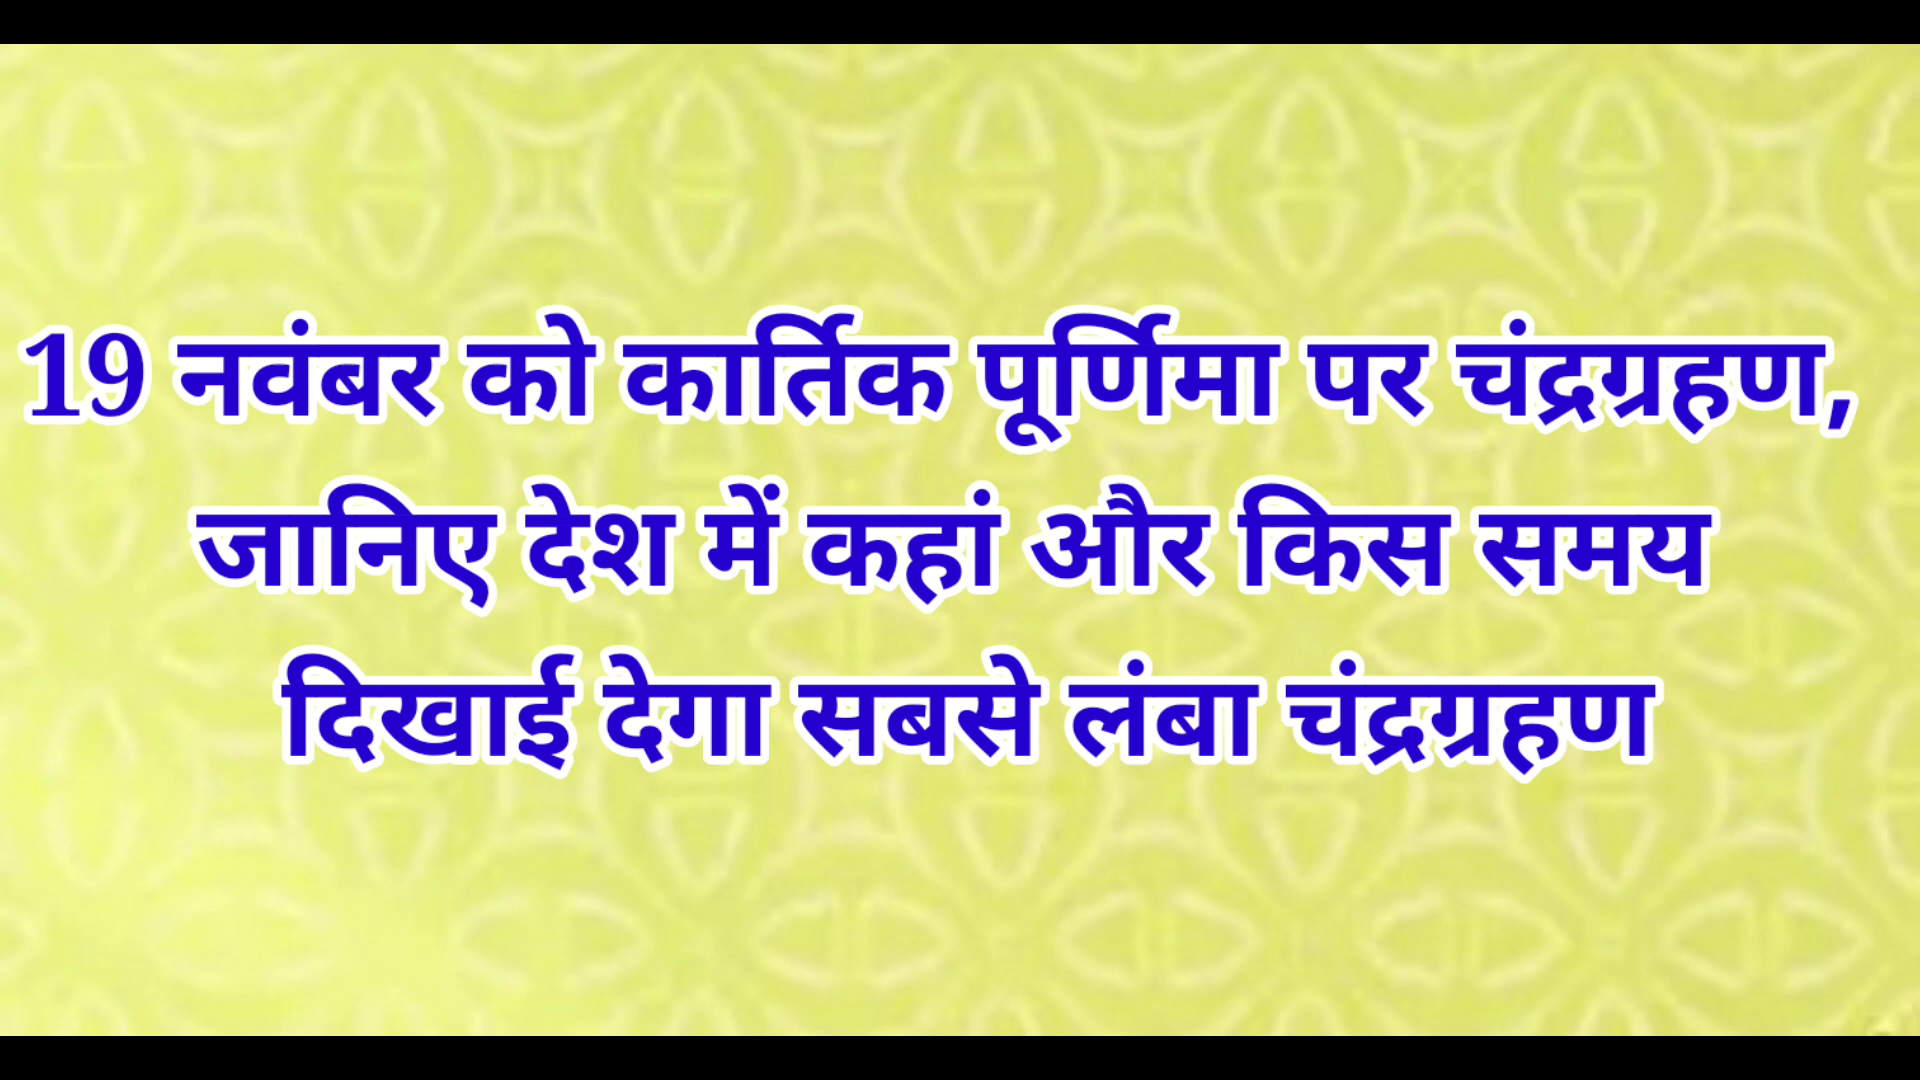 19 नवंबर को कार्तिक पूर्णिमा पर चंद्रग्रहण,
जानिए देश में कहां और किस समय
दिखाई देगा सबसे लंबा चंद्रग्रहण